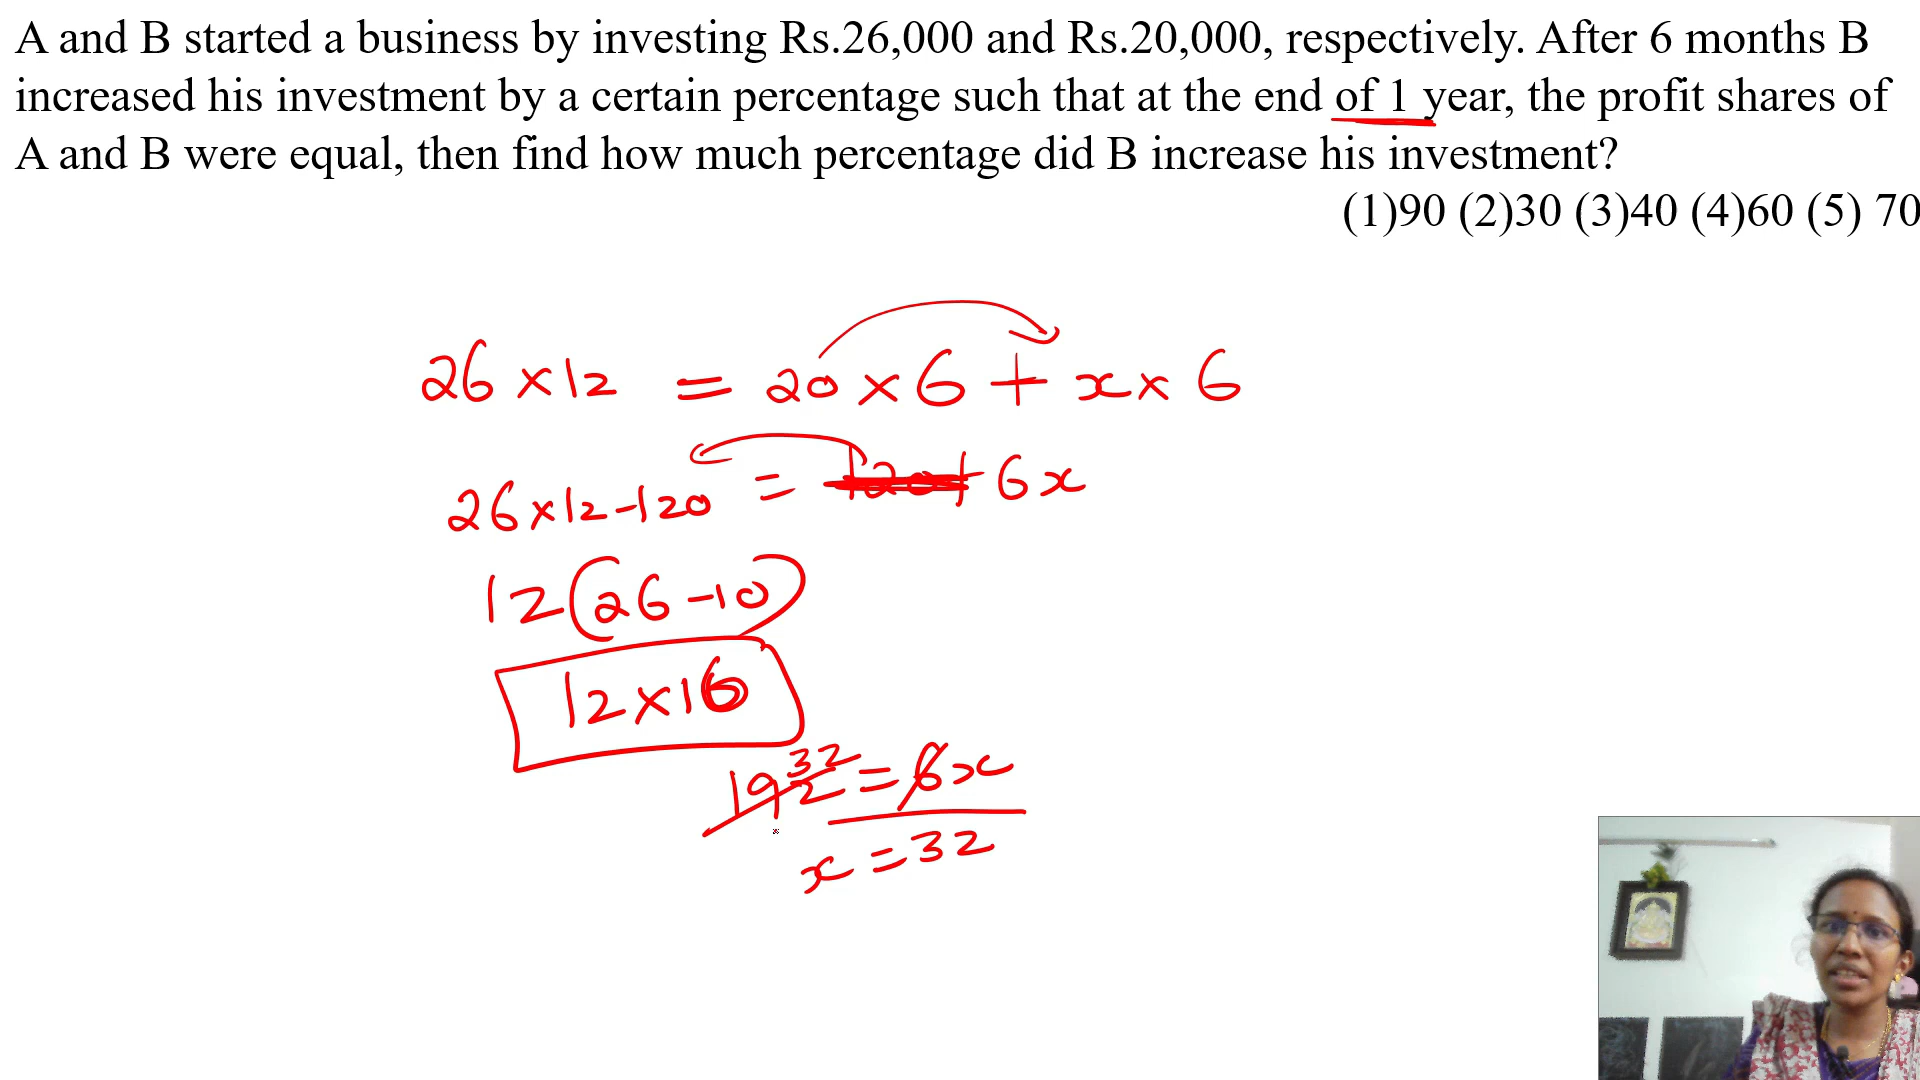 A and B started a business by investing Rs.26,000 and Rs.20,000, respectively. After 6 months B
increased his investment by a certain percentage such that at the end of 1 year, the profit shares of
A and B were equal, then find how much percentage did B increase his investment?
(1)90 (2)30 (3)40 (4)60 (5) 70
26 × 12 = 20 × 6 + x × 6
26 × 12 - 120 = 120 + 6x
12 (26 - 10)
12 × 16
32
192 = 6x
x = 32